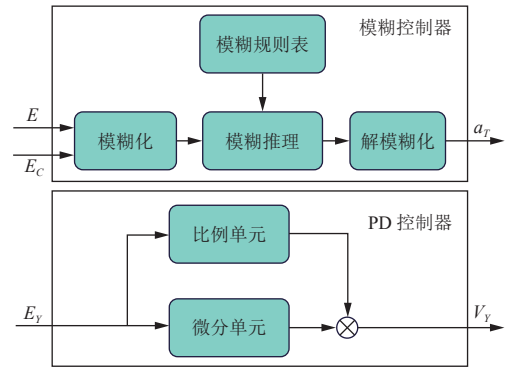 模糊控制器
模糊规则表
E
E_C
模糊化
模糊推理
解模糊化
a_T
PD 控制器
比例单元
E_Y
微分单元
V_Y